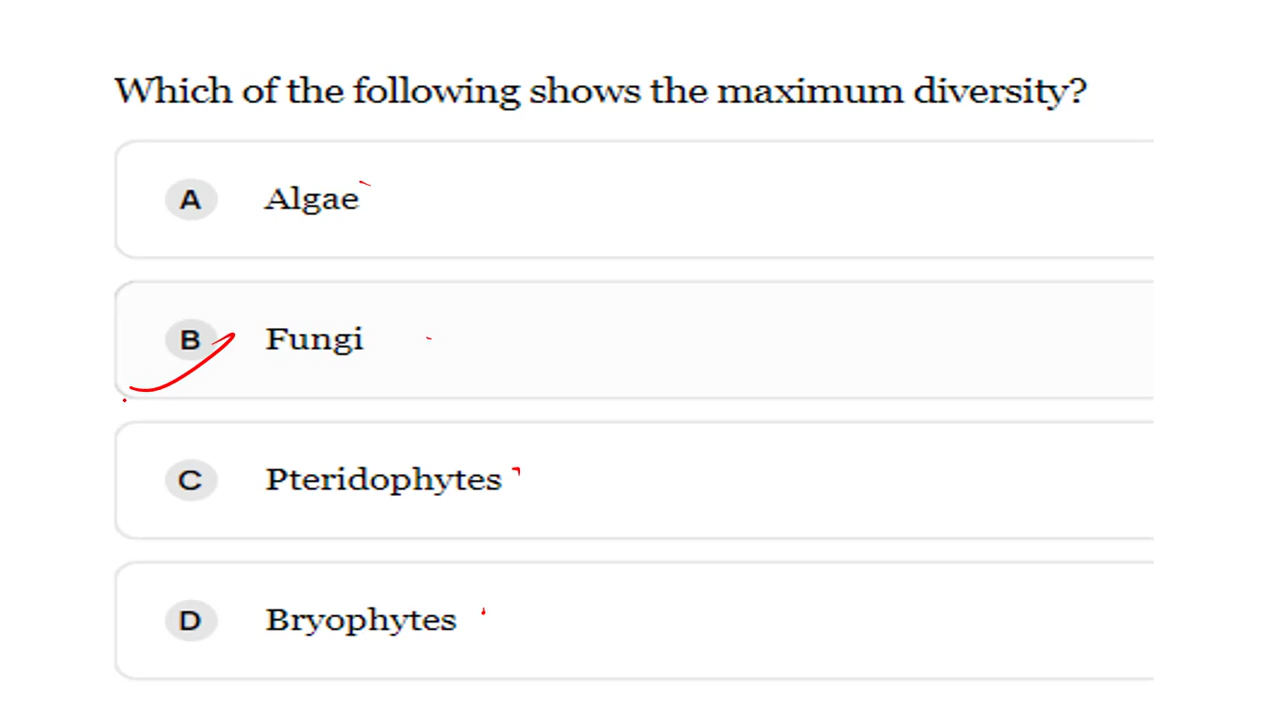 Which of the following shows the maximum diversity?
A Algae
B Fungi
C Pteridophytes
D Bryophytes